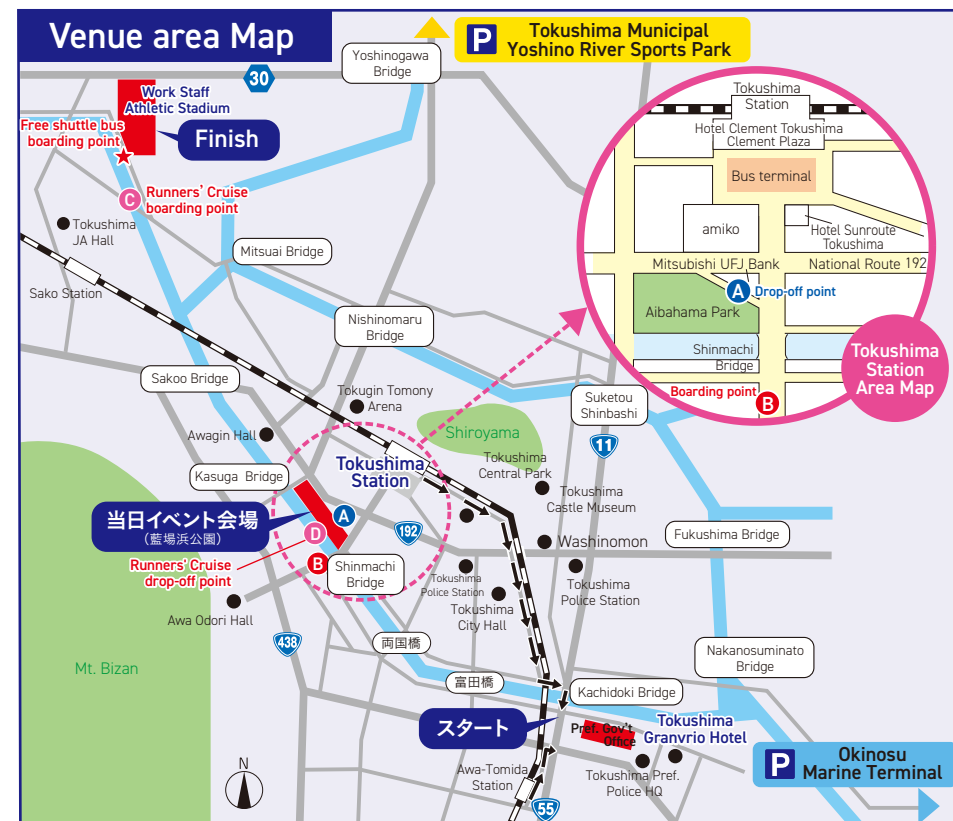 Venue area Map
P
Tokushima Municipal
Yoshino River Sports Park
Yoshinogawa
Bridge
30
Work Staff
Athletic Stadium
Free shuttle bus
boarding point
Finish
C
Runners' Cruise
boarding point
Tokushima
JA Hall
Mitsuai Bridge
Sako Station
Nishinomaru
Bridge
Sakoo Bridge
Tokugin Tomony
Arena
Awagin Hall
Shiroyama
Suketou
Shinbashi
11
Tokushima
Station
Hotel Clement Tokushima
Clement Plaza
Bus terminal
amiko
Hotel Sunroute
Tokushima
Mitsubishi UFJ Bank
National Route 192
A
Drop-off point
Aibahama Park
Shinmachi
Bridge
Boarding point
B
Tokushima
Station
Area Map
Kasuga Bridge
Tokushima
Station
Tokushima
Central Park
Tokushima
Castle Museum
当日イベント会場
(藍場浜公園)
A
D
192
Washinomon
Fukushima Bridge
Runners' Cruise
drop-off point
B
Shinmachi
Bridge
Tokushima
Police Station
Tokushima
Police Station
Awa Odori Hall
Tokushima
City Hall
438
両国橋
Mt. Bizan
Nakanosuminato
Bridge
富田橋
Kachidoki Bridge
スタート
Pref. Gov't
Office
Tokushima
Granvrio Hotel
N
Awa-Tomida
Station
Tokushima Pref.
Police HQ
P
Okinosu
Marine Terminal
55